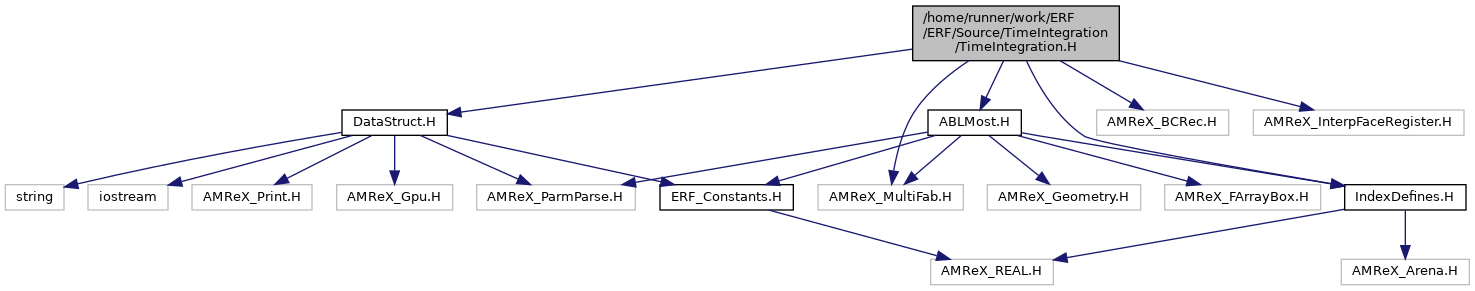 /home/runner/work/ERF
/ERF/Source/TimeIntegration
/TimeIntegration.H
DataStruct.H
ABLMost.H
AMReX_BCRec.H
AMReX_InterpFaceRegister.H
string
iostream
AMReX_Print.H
AMReX_Gpu.H
AMReX_ParmParse.H
ERF_Constants.H
AMReX_MultiFab.H
AMReX_Geometry.H
AMReX_FArrayBox.H
IndexDefines.H
AMReX_REAL.H
AMReX_Arena.H